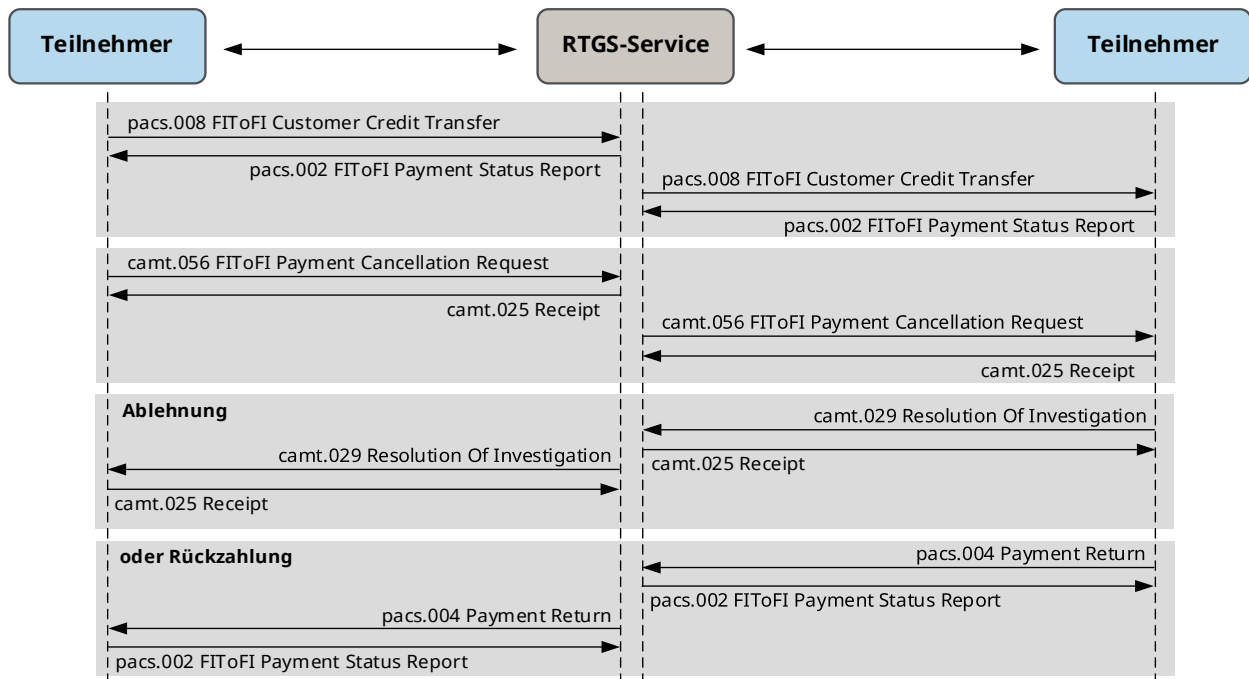 Teilnehmer
RTGS-Service
Teilnehmer
pacs.008 FIToFI Customer Credit Transfer
pacs.002 FIToFI Payment Status Report
pacs.008 FIToFI Customer Credit Transfer
pacs.002 FIToFI Payment Status Report
camt.056 FIToFI Payment Cancellation Request
camt.025 Receipt
camt.056 FIToFI Payment Cancellation Request
camt.025 Receipt
Ablehnung
camt.029 Resolution Of Investigation
camt.025 Receipt
camt.029 Resolution Of Investigation
camt.025 Receipt
oder Rückzahlung
pacs.004 Payment Return
pacs.002 FIToFI Payment Status Report
pacs.004 Payment Return
pacs.002 FIToFI Payment Status Report